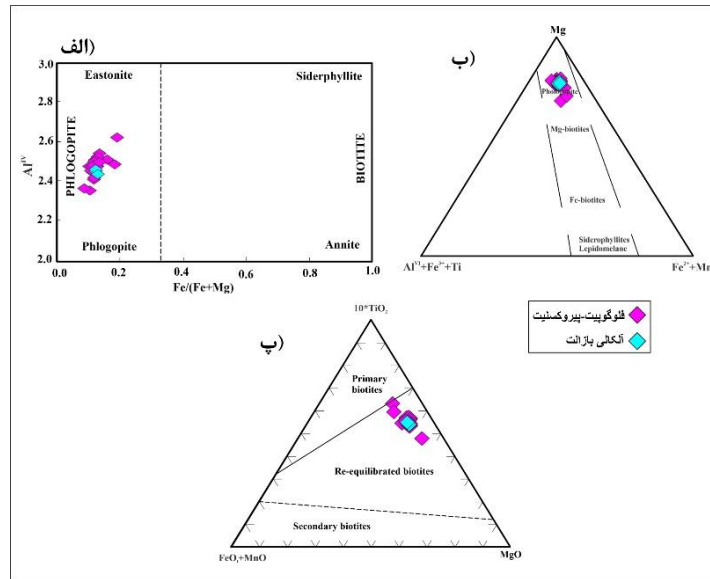 الف)
3.0
2.8
2.6
2.4
2.2
2.0
Al^IV
Eastonite
Siderphyllite
PHLOGOPITE
BIOTITE
Phlogopite
Annite
0.0
0.2
0.4
0.6
0.8
1.0
Fe/(Fe+Mg)
ب)
Mg
Phologopite
Mg-biotites
Fe-biotites
Siderophyllites
Lepidomelane
Al^VI+Fe^3++Ti
Fe^2++Mn
پ)
10*TiO₂
Primary
biotites
Re-equilibrated biotites
Secondary biotites
FeOₜ+MnO
MgO
فلوگوپیت-پیروکسنیت
آلکالی بازالت